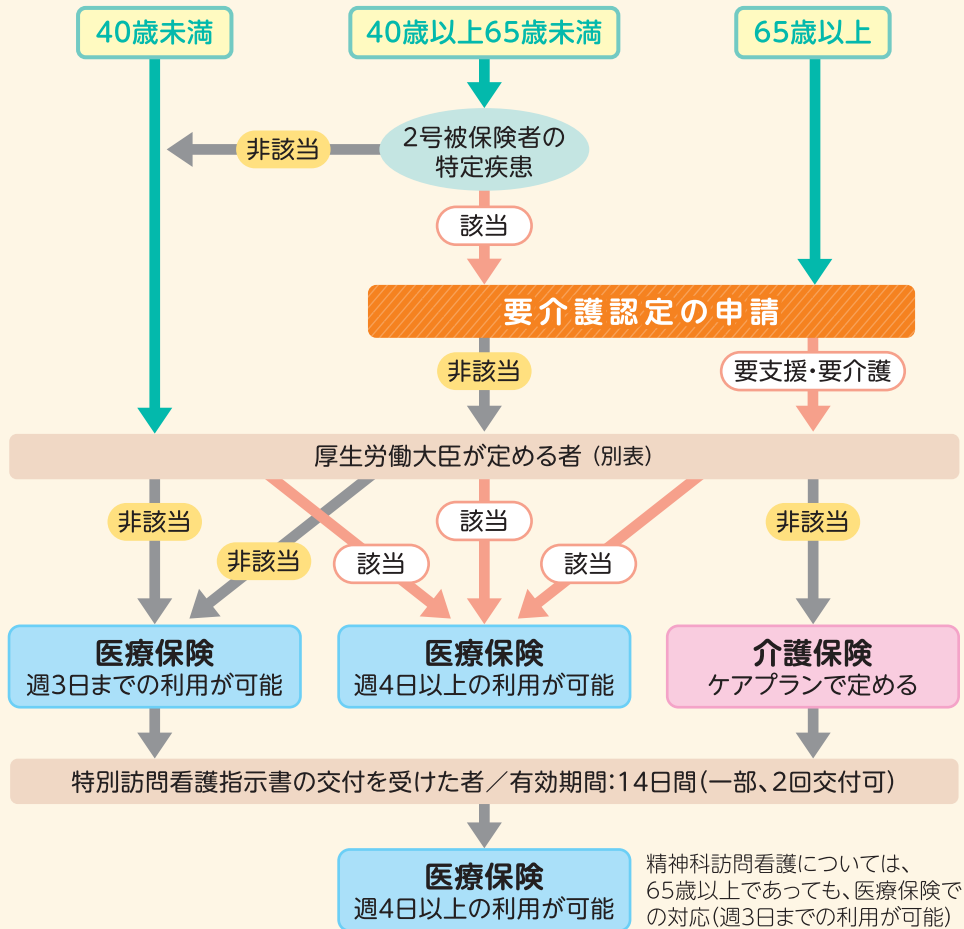 40歳未満
40歳以上65歳未満
65歳以上
2号被保険者の
特定疾患
非該当
該当
要介護認定の申請
非該当
要支援・要介護
厚生労働大臣が定める者（別表）
非該当
非該当
該当
該当
該当
非該当
医療保険
週3日までの利用が可能
医療保険
週4日以上の利用が可能
介護保険
ケアプランで定める
特別訪問看護指示書の交付を受けた者／有効期間：14日間（一部、2回交付可）
医療保険
週4日以上の利用が可能
精神科訪問看護については、
65歳以上であっても、医療保険で
の対応（週3日までの利用が可能）